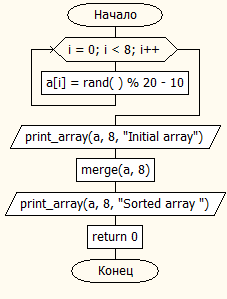 Начало
i = 0; i < 8; i++
a[i] = rand( ) % 20 - 10
print_array(a, 8, "Initial array")
merge(a, 8)
print_array(a, 8, "Sorted array ")
return 0
Конец